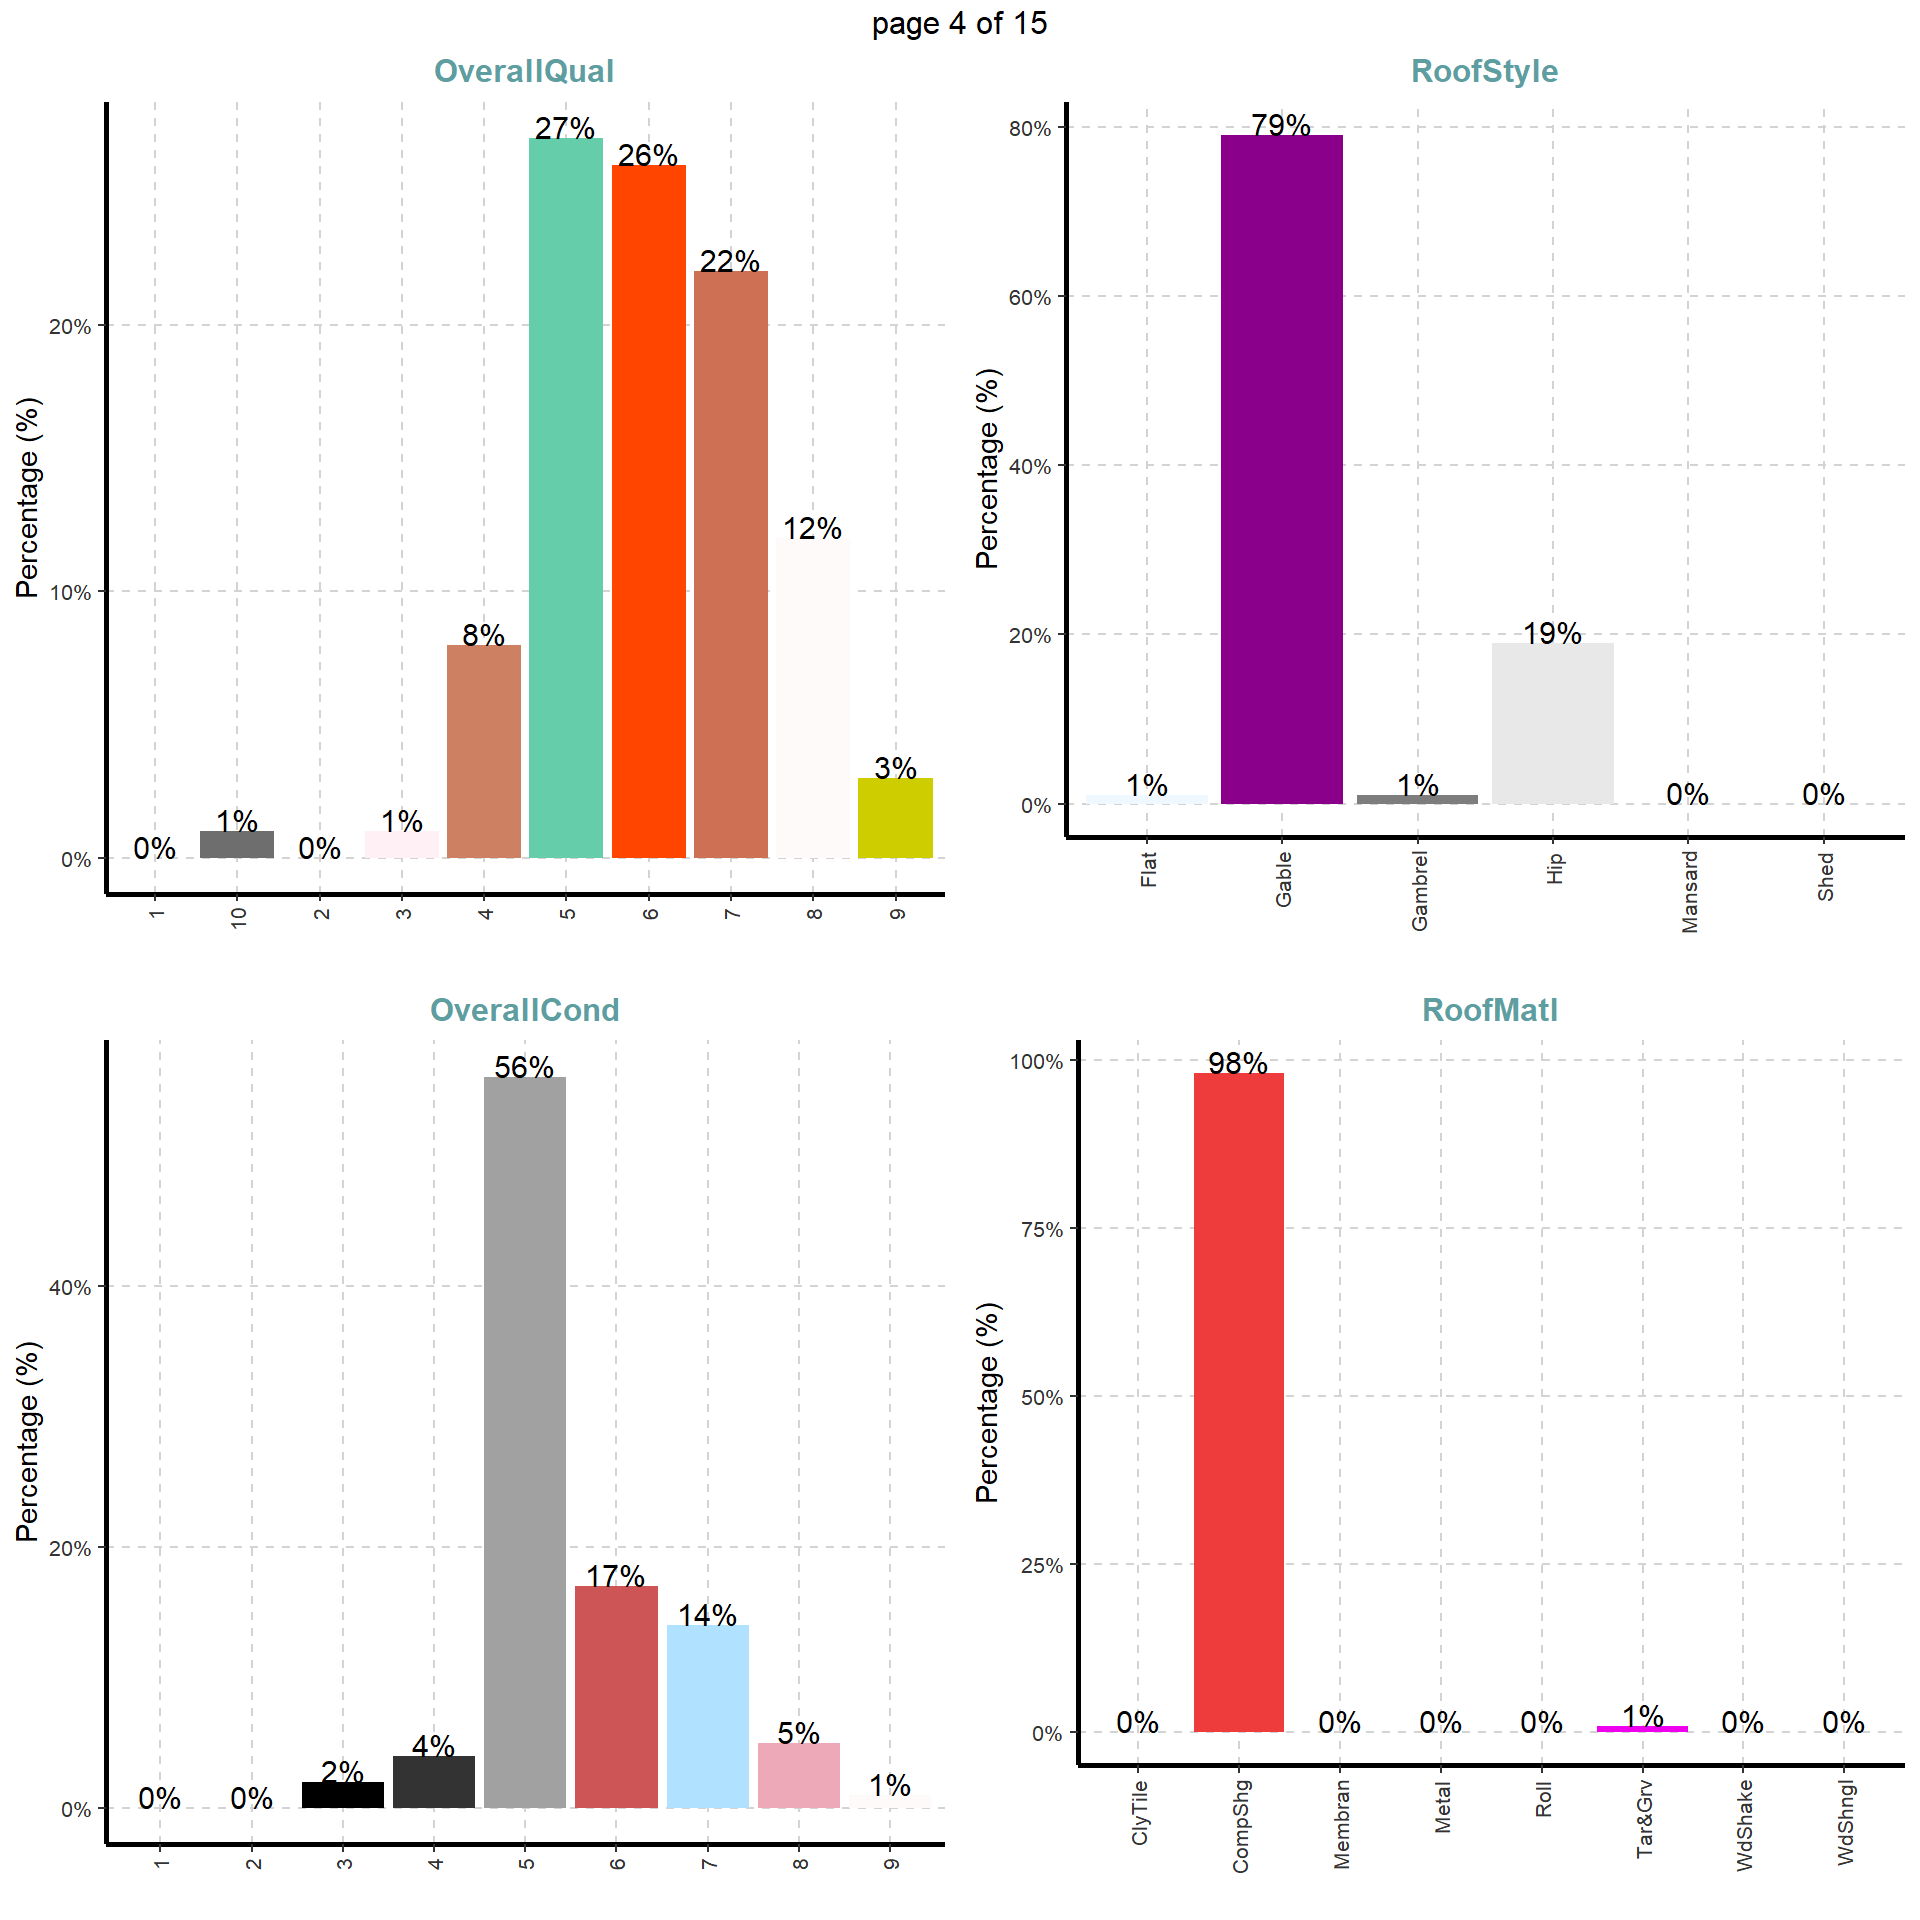 page 4 of 15
OverallQual
Percentage (%)
20%
10%
0%
0%
1%
0%
1%
8%
27%
26%
22%
12%
3%
1
10
2
3
4
5
6
7
8
9
RoofStyle
Percentage (%)
80%
60%
40%
20%
0%
1%
79%
1%
19%
0%
0%
Flat
Gable
Gambrel
Hip
Mansard
Shed
OverallCond
Percentage (%)
40%
20%
0%
0%
0%
2%
4%
56%
17%
14%
5%
1%
1
2
3
4
5
6
7
8
9
RoofMatl
Percentage (%)
100%
75%
50%
25%
0%
0%
98%
0%
0%
0%
1%
0%
0%
ClyTile
CompShg
Membran
Metal
Roll
Tar&Grv
WdShake
WdShngl